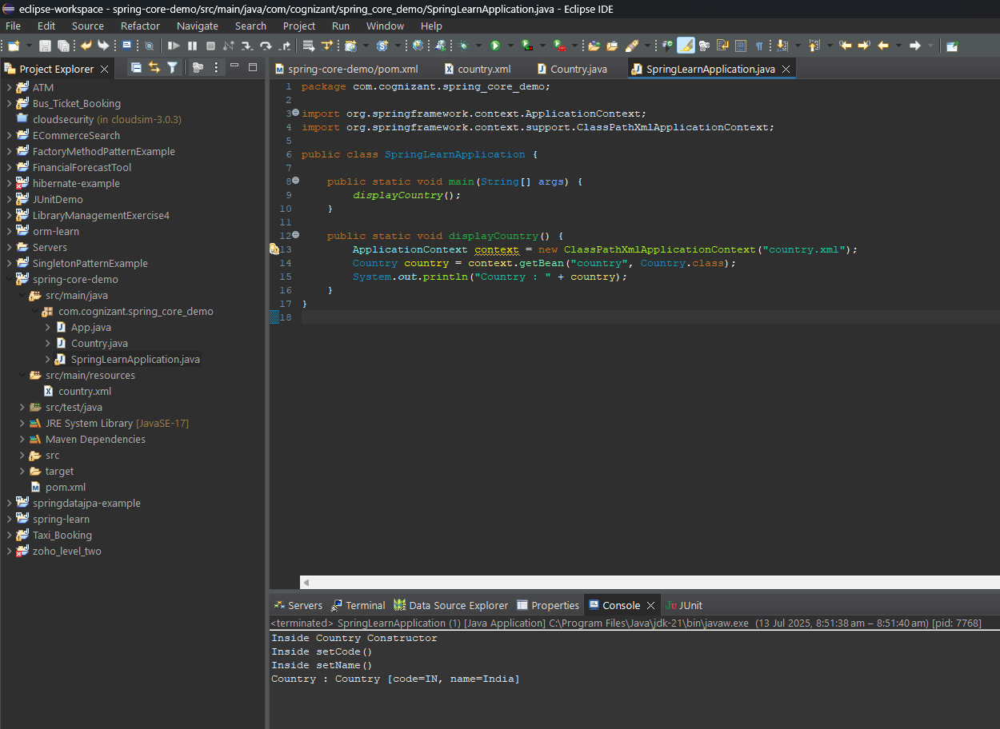 eclipse-workspace - spring-core-demo/src/main/java/com/cognizant/spring_core_demo/SpringLearnApplication.java - Eclipse IDE
File Edit Source Refactor Navigate Search Project Run Window Help
Project Explorer
ATM
Bus_Ticket_Booking
cloudsecurity (in cloudsim-3.0.3)
ECommerceSearch
FactoryMethodPatternExample
FinancialForecastTool
hibernate-example
JUnitDemo
LibraryManagementExercise4
orm-learn
Servers
SingletonPatternExample
spring-core-demo
src/main/java
com.cognizant.spring_core_demo
App.java
Country.java
SpringLearnApplication.java
src/main/resources
country.xml
src/test/java
JRE System Library [JavaSE-17]
Maven Dependencies
src
target
pom.xml
springdatajpa-example
spring-learn
Taxi_Booking
zoho_level_two
spring-core-demo/pom.xml country.xml Country.java SpringLearnApplication.java
1 package com.cognizant.spring_core_demo;
2
3 import org.springframework.context.ApplicationContext;
4 import org.springframework.context.support.ClassPathXmlApplicationContext;
5
6 public class SpringLearnApplication {
7
8 public static void main(String[] args) {
9 displayCountry();
10 }
11
12 public static void displayCountry() {
13 ApplicationContext context = new ClassPathXmlApplicationContext("country.xml");
14 Country country = context.getBean("country", Country.class);
15 System.out.println("Country : " + country);
16 }
17 }
18
Servers Terminal Data Source Explorer Properties Console Ju JUnit
<terminated> SpringLearnApplication (1) [Java Application] C:\Program Files\Java\jdk-21\bin\javaw.exe (13 Jul 2025, 8:51:38 am – 8:51:40 am) [pid: 7768]
Inside Country Constructor
Inside setCode()
Inside setName()
Country : Country [code=IN, name=India]